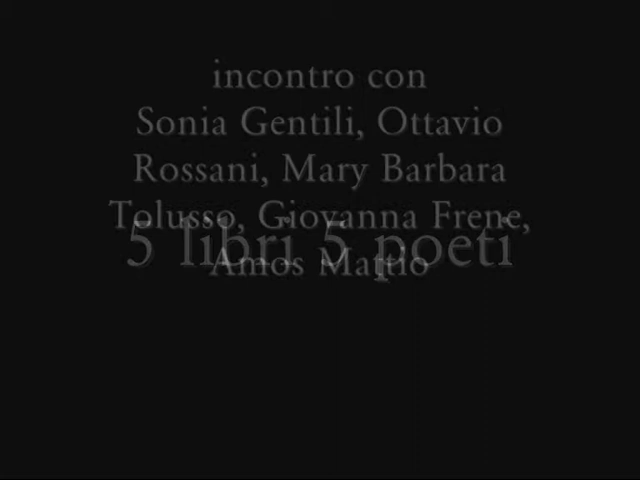 incontro con
Sonia Gentili, Ottavio
Rossani, Mary Barbara
Tolusso, Giovanna Frene,
5 libri 5 poeti
Amos Mattio